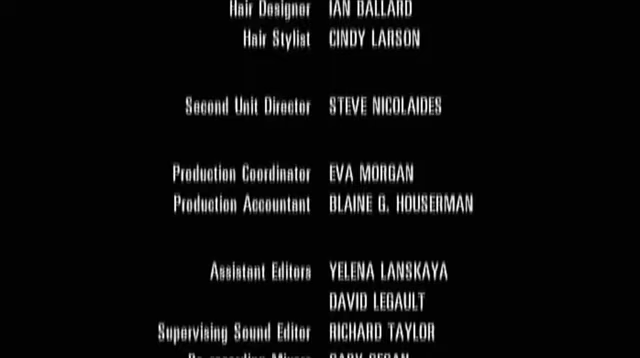 Hair Designer IAN BALLARD
Hair Stylist CINDY LARSON
Second Unit Director STEVE NICOLAIDES
Production Coordinator EVA MORGAN
Production Accountant BLAINE G. HOUSERMAN
Assistant Editors YELENA LANSKAYA
DAVID LEGAULT
Supervising Sound Editor RICHARD TAYLOR